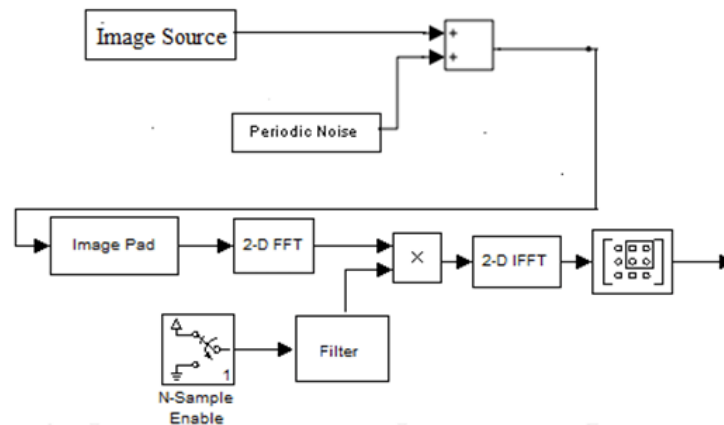 Image Source
+
+
Periodic Noise
Image Pad
2-D FFT
×
2-D IFFT
Filter
1
N-Sample
Enable